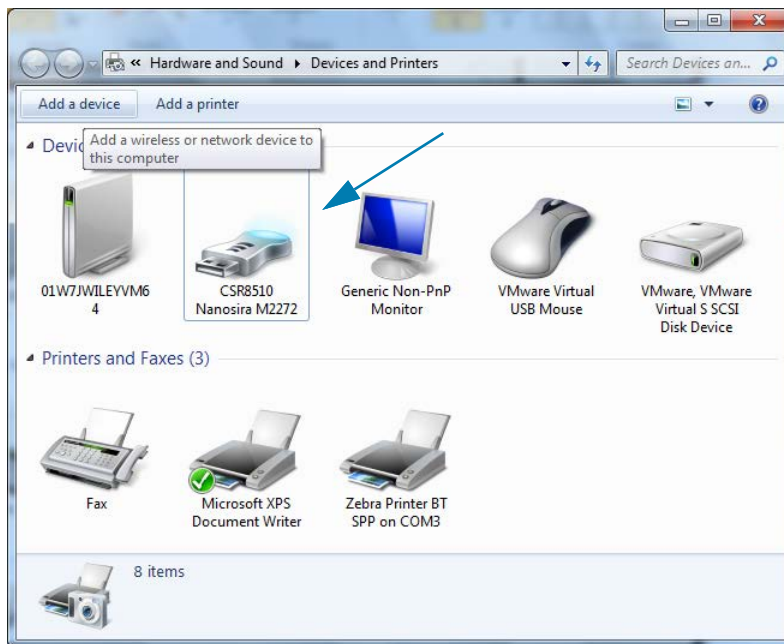 « Hardware and Sound ▸ Devices and Printers
Search Devices an...
Add a device
Add a printer
Add a wireless or network device to
this computer
Devic
01W7JWILEYVM6
4
CSR8510
Nanosira M2272
Generic Non-PnP
Monitor
VMware Virtual
USB Mouse
VMware, VMware
Virtual S SCSI
Disk Device
Printers and Faxes (3)
Fax
Microsoft XPS
Document Writer
Zebra Printer BT
SPP on COM3
8 items